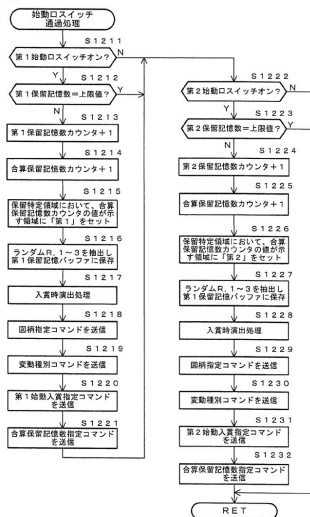 始動口スイッチ
通過処理
S1211
第1始動口スイッチオン?
N
Y
S1212
第1保留記憶数=上限値?
Y
N
S1213
第1保留記憶数カウンタ+1
S1214
合算保留記憶数カウンタ+1
S1215
保留特定領域において、合算
保留記憶数カウンタの値が示
す領域に「第1」をセット
S1216
ランダムR,1~3を抽出し
第1保留記憶バッファに保存
S1217
入賞時演出処理
S1218
図柄指定コマンドを送信
S1219
変動種別コマンドを送信
S1220
第1始動入賞指定コマンド
を送信
S1221
合算保留記憶数指定コマンド
を送信
S1222
第2始動口スイッチオン?
N
Y
S1223
第2保留記憶数=上限値?
Y
N
S1224
第2保留記憶数カウンタ+1
S1225
合算保留記憶数カウンタ+1
S1226
保留特定領域において、合算
保留記憶数カウンタの値が示
す領域に「第2」をセット
S1227
ランダムR,1~3を抽出し
第1保留記憶バッファに保存
S1228
入賞時演出処理
S1229
図柄指定コマンドを送信
S1230
変動種別コマンドを送信
S1231
第2始動入賞指定コマンド
を送信
S1232
合算保留記憶数指定コマンド
を送信
RET